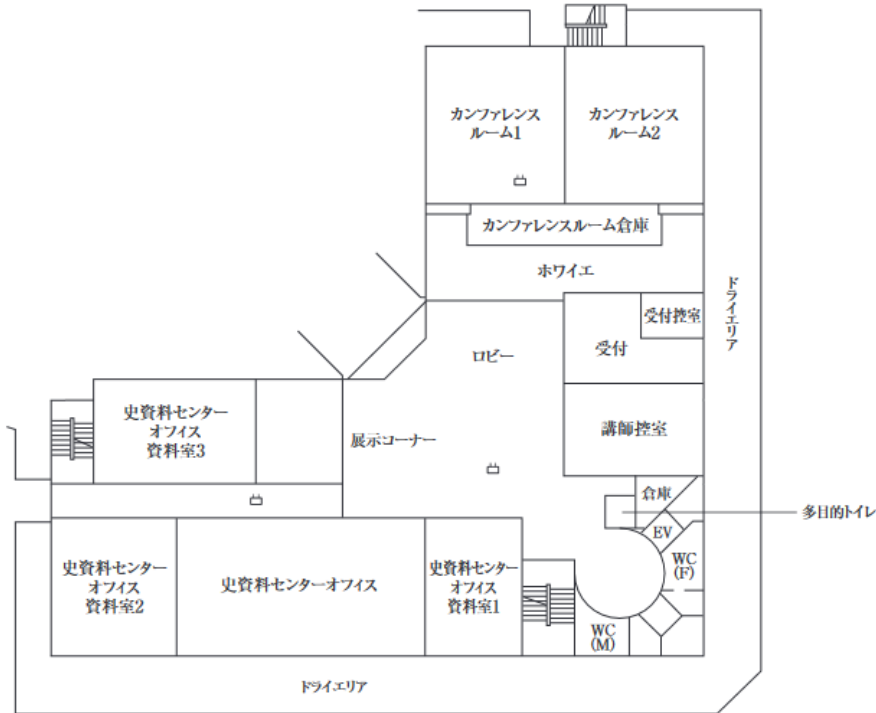 カンファレンス
ルーム1
カンファレンス
ルーム2
カンファレンスルーム倉庫
ホワイエ
ドライエリア
受付控室
受付
ロビー
史資料センター
オフィス
資料室3
展示コーナー
講師控室
倉庫
多目的トイレ
EV
WC
(F)
史資料センター
オフィス
資料室2
史資料センターオフィス
史資料センター
オフィス
資料室1
WC
(M)
ドライエリア